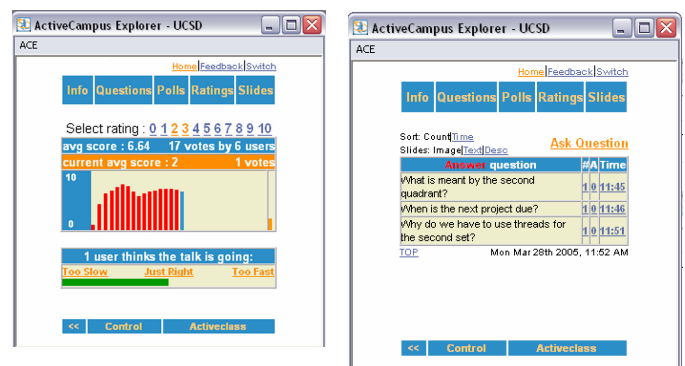 ActiveCampus Explorer - UCSD
ACE
Home|Feedback|Switch
Info Questions Polls Ratings Slides
Select rating : 0 1 2 3 4 5 6 7 8 9 10
avg score : 6.64 17 votes by 6 users
current avg score : 2 1 votes
10
0
1 user thinks the talk is going:
Too Slow Just Right Too Fast
<< Control Activeclass
ActiveCampus Explorer - UCSD
ACE
Home|Feedback|Switch
Info Questions Polls Ratings Slides
Sort: Count|Time
Slides: Image|Text|Desc
Ask Question
Answer question # A Time
What is meant by the second
quadrant? 1 0 11:45
When is the next project due? 1 0 11:46
Why do we have to use threads for
the second set? 1 0 11:51
TOP Mon Mar 28th 2005, 11:52 AM
<< Control Activeclass